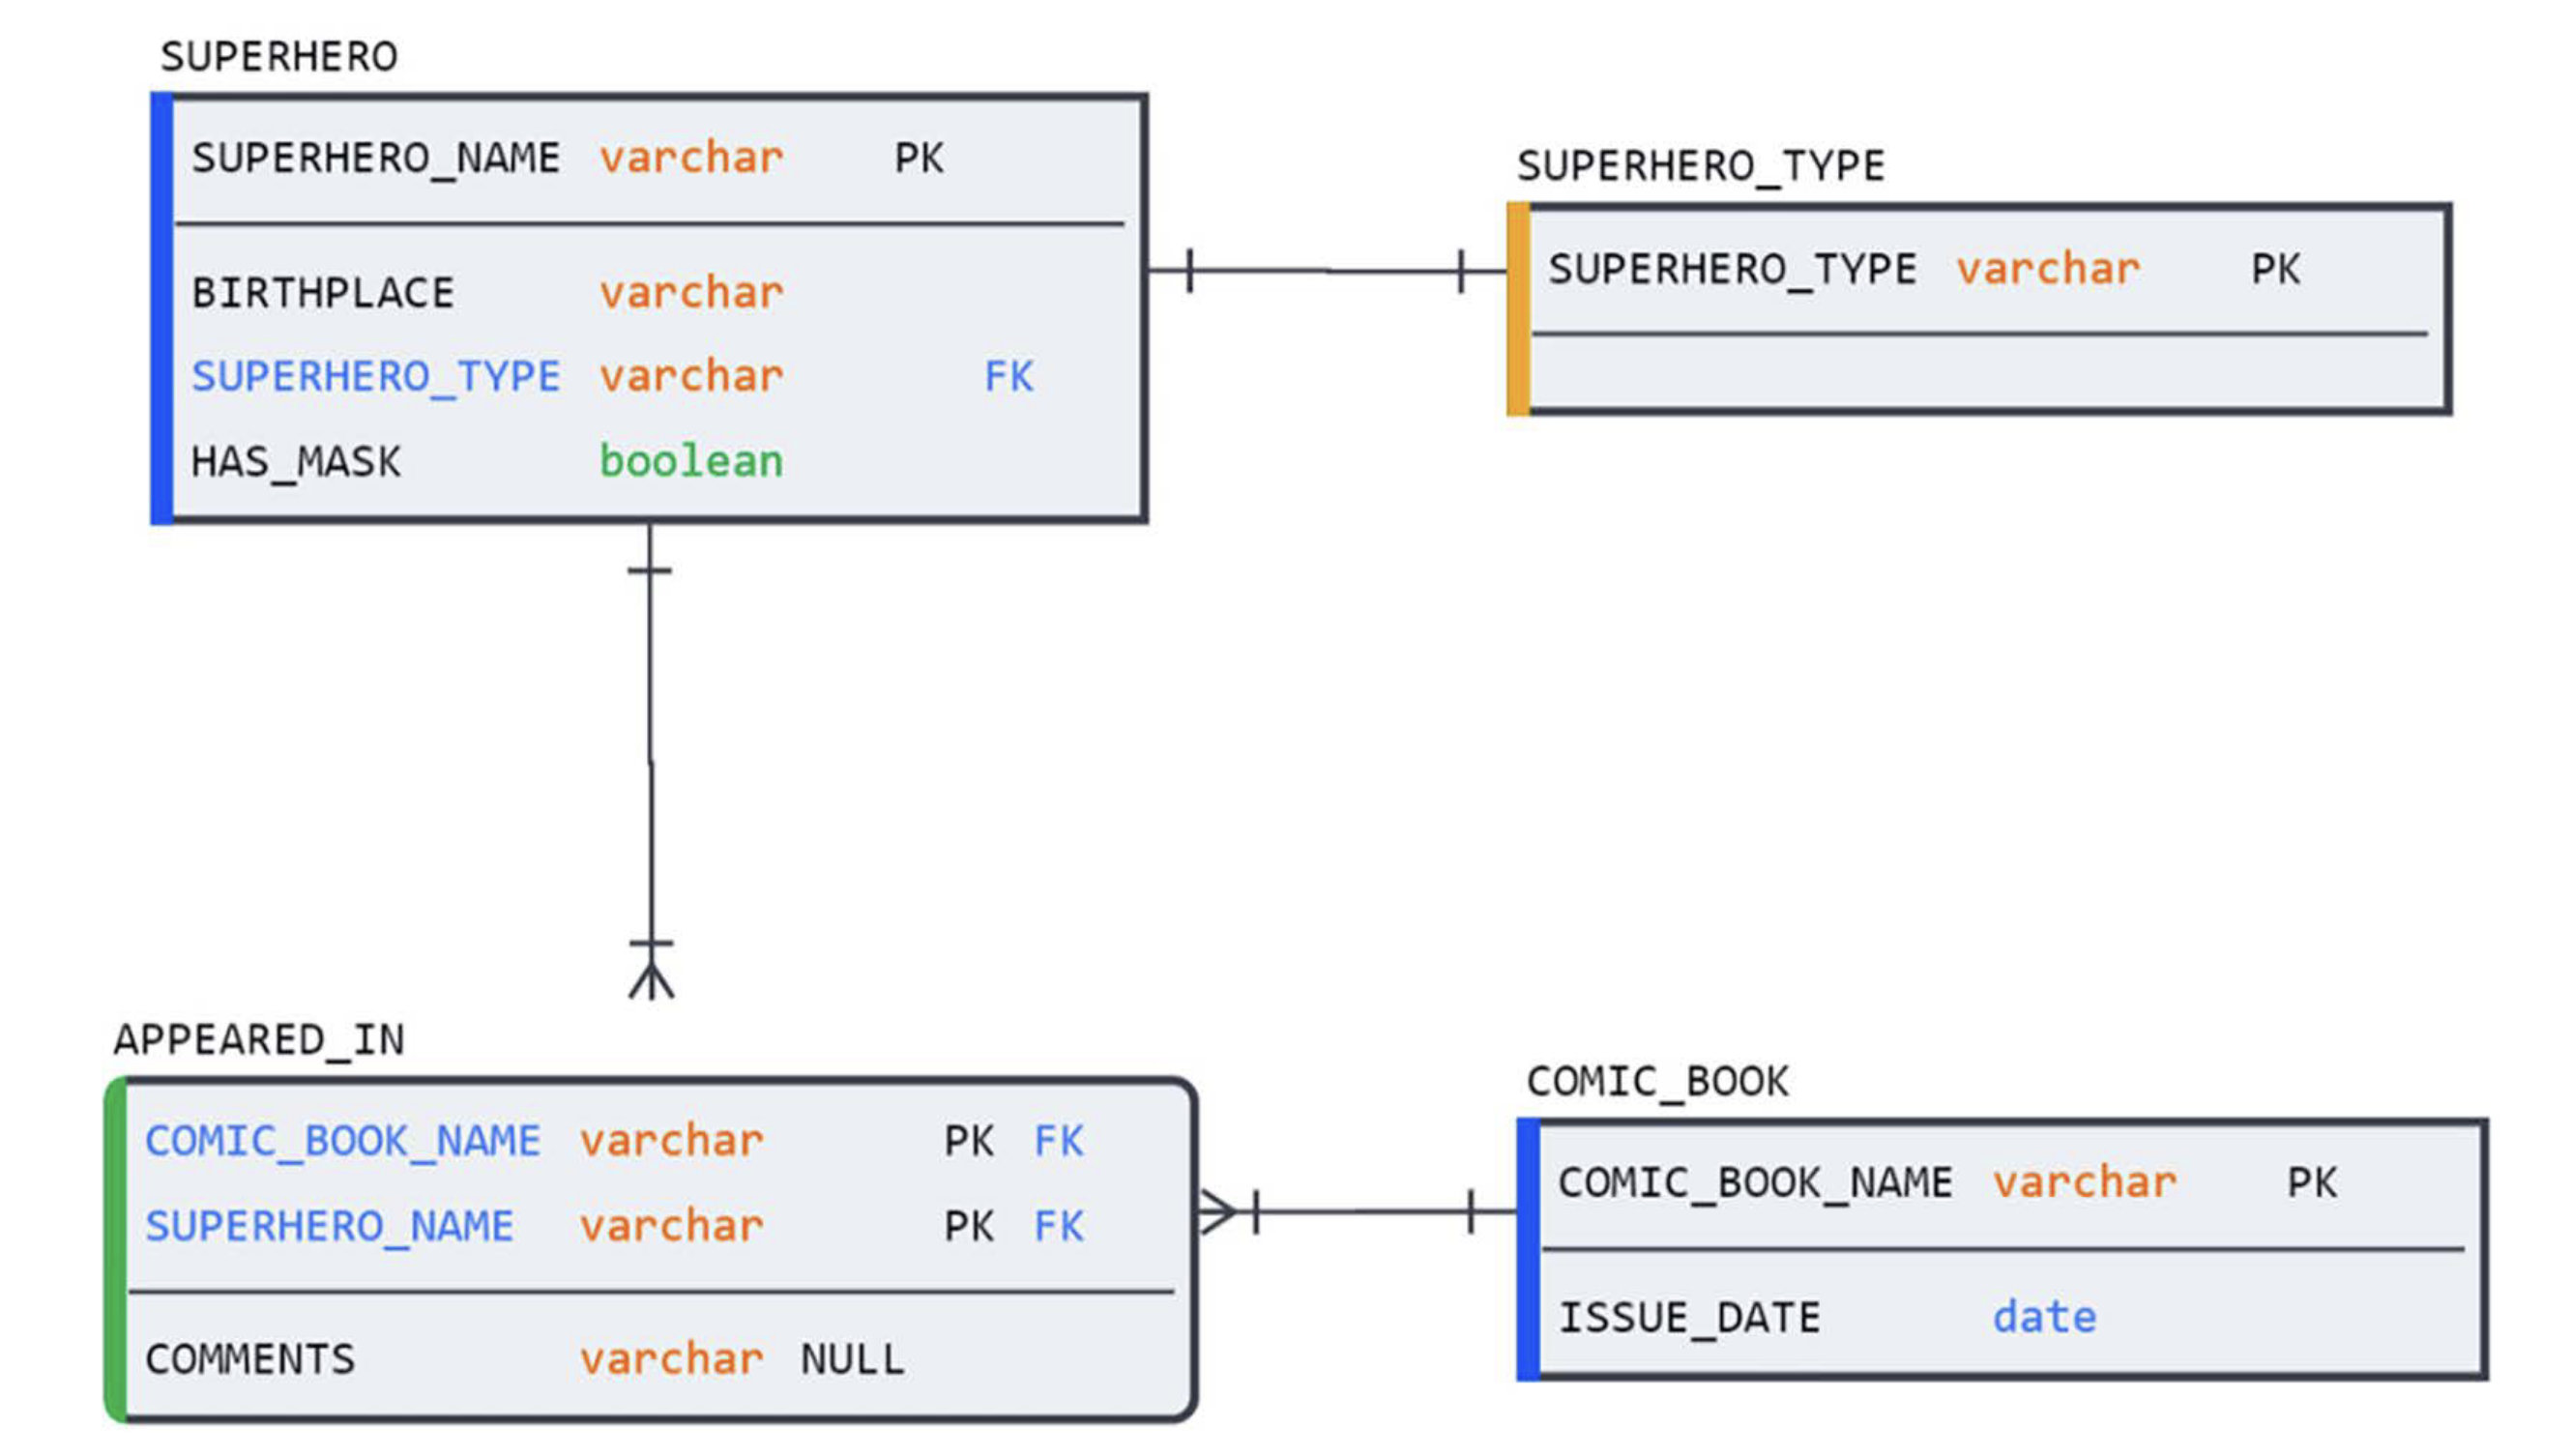 SUPERHERO
SUPERHERO_NAME varchar PK
BIRTHPLACE varchar
SUPERHERO_TYPE varchar FK
HAS_MASK boolean
SUPERHERO_TYPE
SUPERHERO_TYPE varchar PK
APPEARED_IN
COMIC_BOOK_NAME varchar PK FK
SUPERHERO_NAME varchar PK FK
COMMENTS varchar NULL
COMIC_BOOK
COMIC_BOOK_NAME varchar PK
ISSUE_DATE date